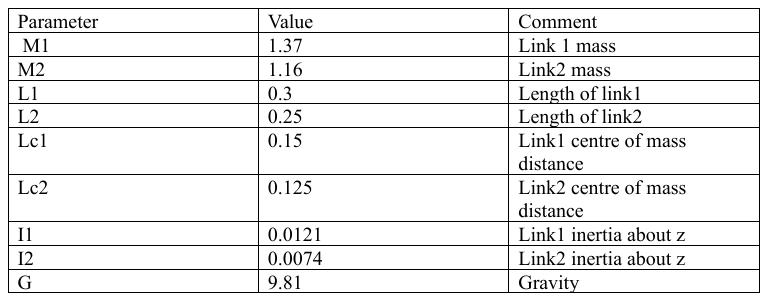 Parameter Value Comment
M1 1.37 Link 1 mass
M2 1.16 Link2 mass
L1 0.3 Length of link1
L2 0.25 Length of link2
Lc1 0.15 Link1 centre of mass
distance
Lc2 0.125 Link2 centre of mass
distance
I1 0.0121 Link1 inertia about z
I2 0.0074 Link2 inertia about z
G 9.81 Gravity